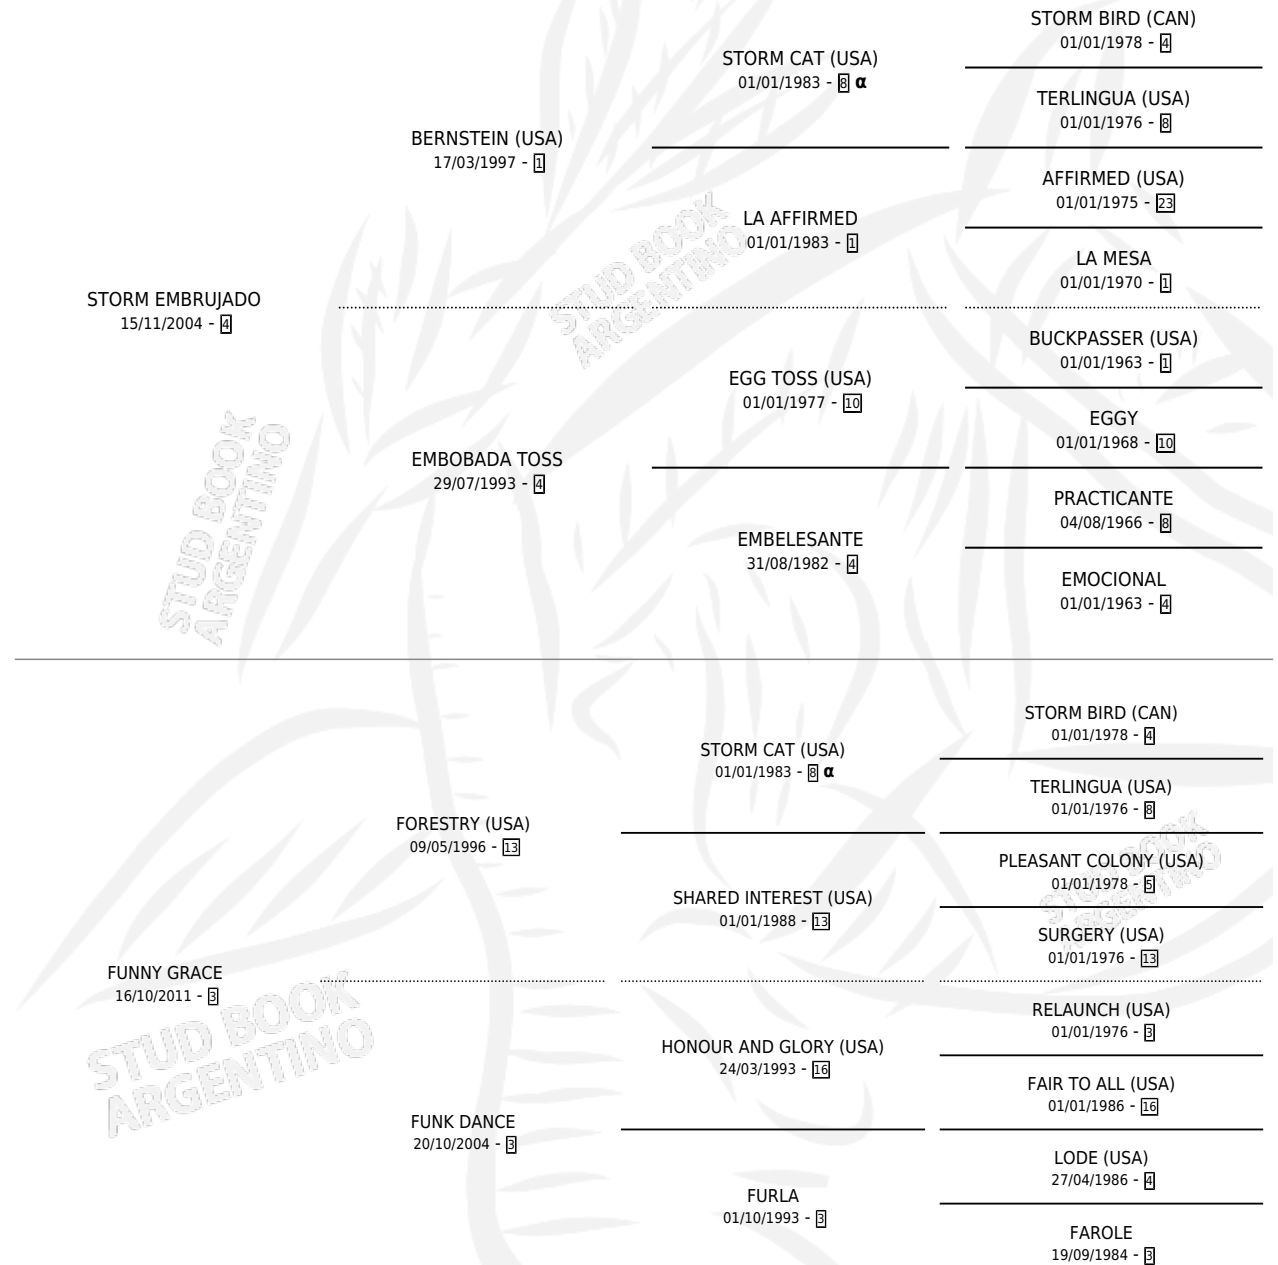 STORM EMBRUJADO
15/11/2004 - 4
BERNSTEIN (USA)
17/03/1997 - 1
STORM CAT (USA)
01/01/1983 - 8 α
STORM BIRD (CAN)
01/01/1978 - 4
TERLINGUA (USA)
01/01/1976 - 8
LA AFFIRMED
01/01/1983 - 1
AFFIRMED (USA)
01/01/1975 - 23
LA MESA
01/01/1970 - 1
EMBOBADA TOSS
29/07/1993 - 4
EGG TOSS (USA)
01/01/1977 - 10
BUCKPASSER (USA)
01/01/1963 - 1
EGGY
01/01/1968 - 10
EMBELESANTE
31/08/1982 - 4
PRACTICANTE
04/08/1966 - 8
EMOCIONAL
01/01/1963 - 4
STUD BOOK
ARGENTINO
STUD BOOK
ARGENTINO
FUNNY GRACE
16/10/2011 - 3
FORESTRY (USA)
09/05/1996 - 13
STORM CAT (USA)
01/01/1983 - 8 α
STORM BIRD (CAN)
01/01/1978 - 4
TERLINGUA (USA)
01/01/1976 - 8
SHARED INTEREST (USA)
01/01/1988 - 13
PLEASANT COLONY (USA)
01/01/1978 - 5
SURGERY (USA)
01/01/1976 - 13
FUNK DANCE
20/10/2004 - 3
HONOUR AND GLORY (USA)
24/03/1993 - 16
RELAUNCH (USA)
01/01/1976 - 3
FAIR TO ALL (USA)
01/01/1986 - 16
FURLA
01/10/1993 - 3
LODE (USA)
27/04/1986 - 4
FAROLE
19/09/1984 - 3
STUD BOOK
ARGENTINO
STUD BOOK
ARGENTINO